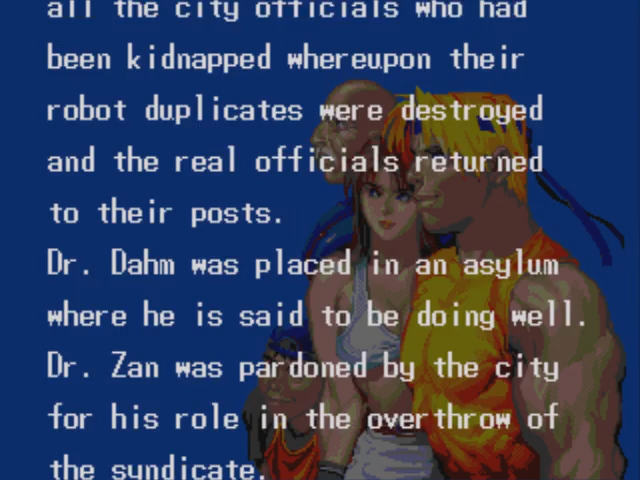 all the city officials who had
been kidnapped whereupon their
robot duplicates were destroyed
and the real officials returned
to their posts.
Dr. Dahm was placed in an asylum
where he is said to be doing well.
Dr. Zan was pardoned by the city
for his role in the overthrow of
the syndicate.